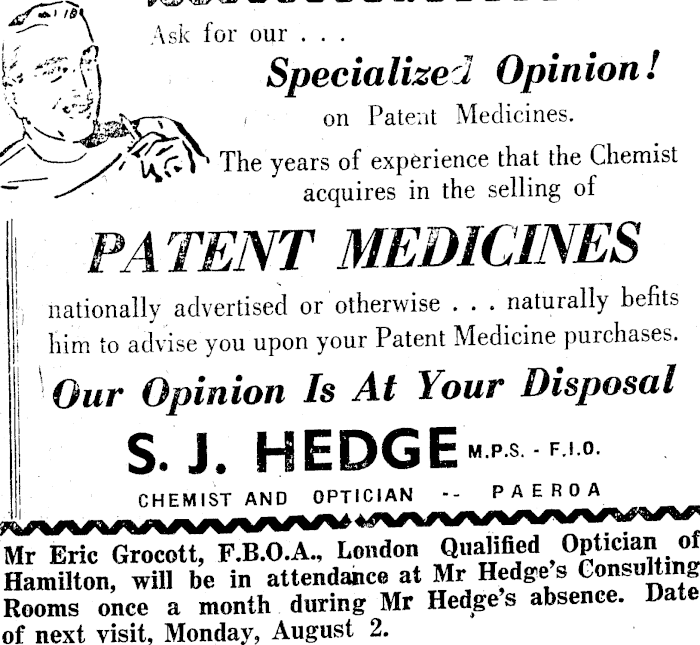 Ask for our . . .
Specialized Opinion!
on Patent Medicines.
The years of experience that the Chemist
acquires in the selling of
PATENT MEDICINES
nationally advertised or otherwise . . . naturally befits
him to advise you upon your Patent Medicine purchases.
Our Opinion Is At Your Disposal
S. J. HEDGE M.P.S. - F.I.O.
CHEMIST AND OPTICIAN -- PAEROA
Mr Eric Grocott, F.B.O.A., London Qualified Optician of
Hamilton, will be in attendance at Mr Hedge's Consulting
Rooms once a month during Mr Hedge's absence. Date
of next visit, Monday, August 2.